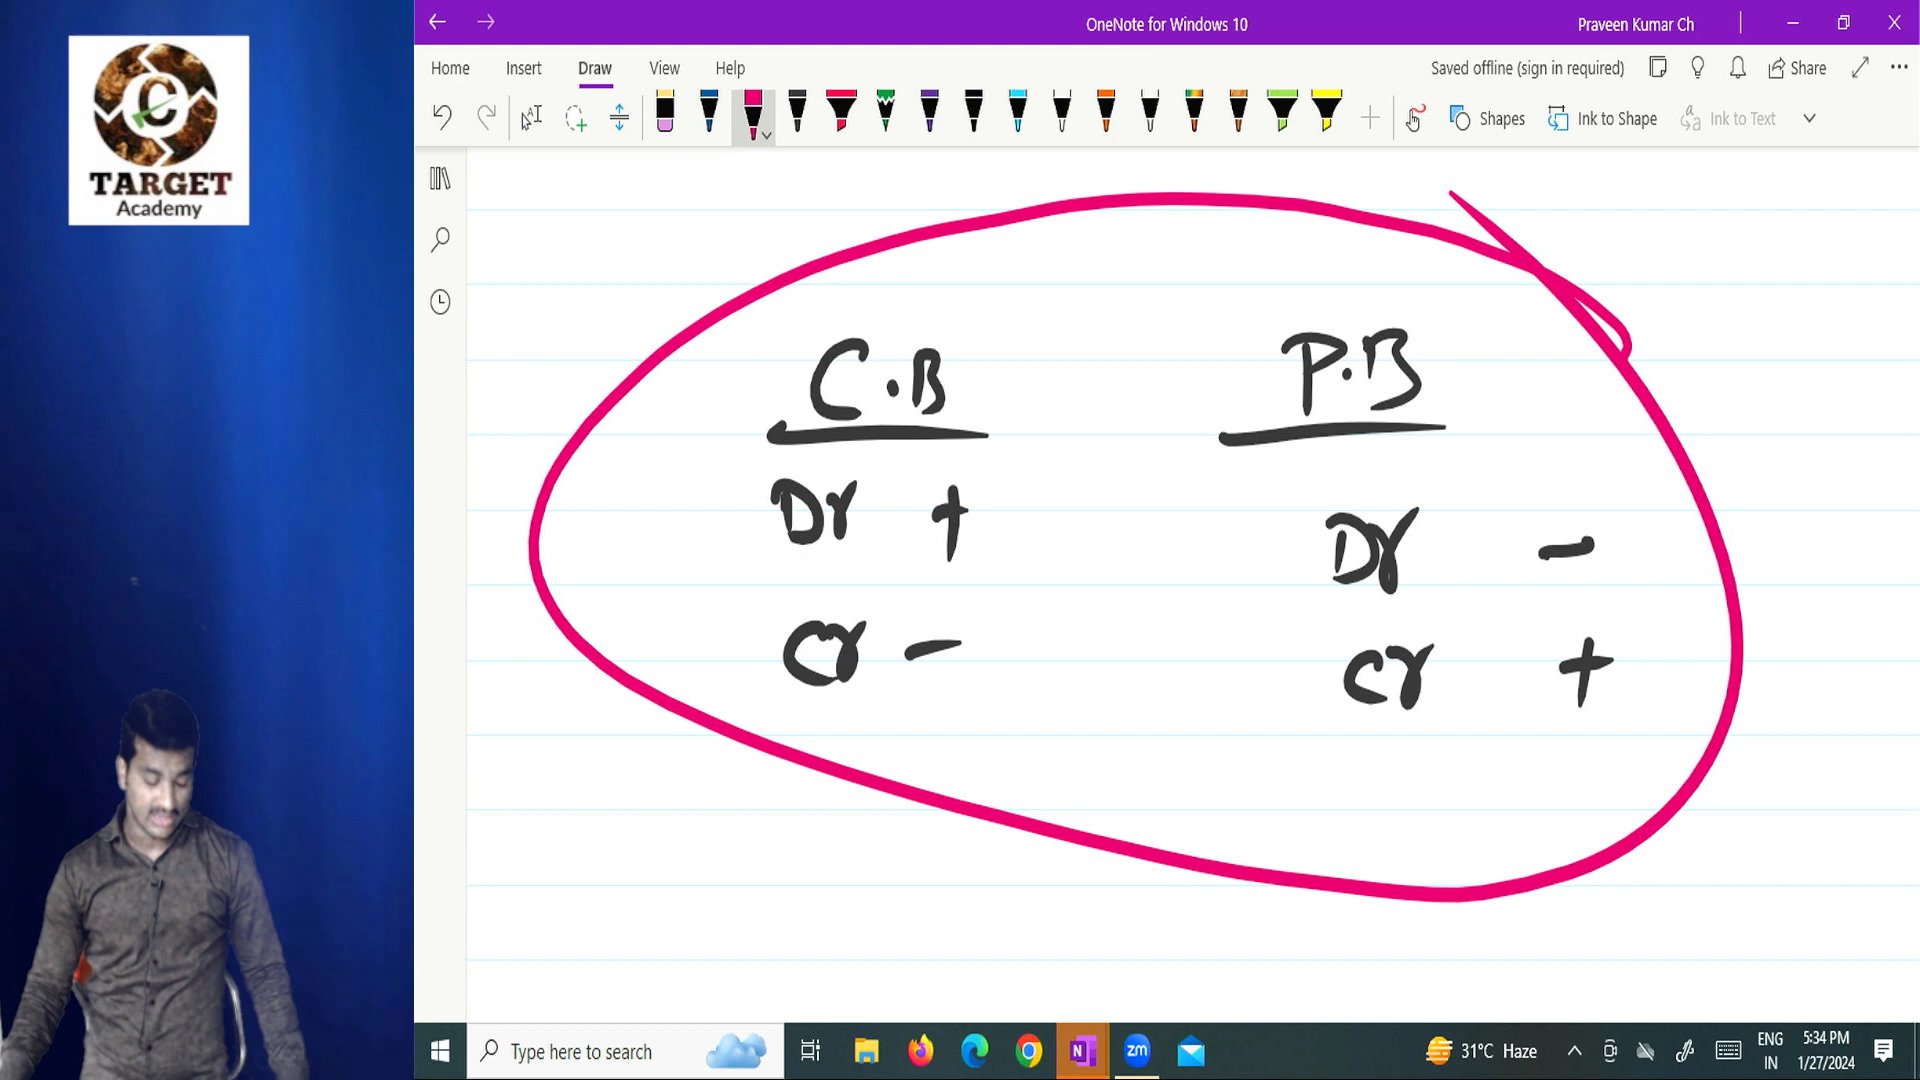 OneNote for Windows 10
Praveen Kumar Ch
TARGET
Academy
Home Insert Draw View Help
Saved offline (sign in required)
Share
Shapes
Ink to Shape
Ink to Text
C.B P.B
Dr + Dr -
Cr - Cr +
Type here to search
N
zm
31°C Haze
ENG
IN
5:34 PM
1/27/2024